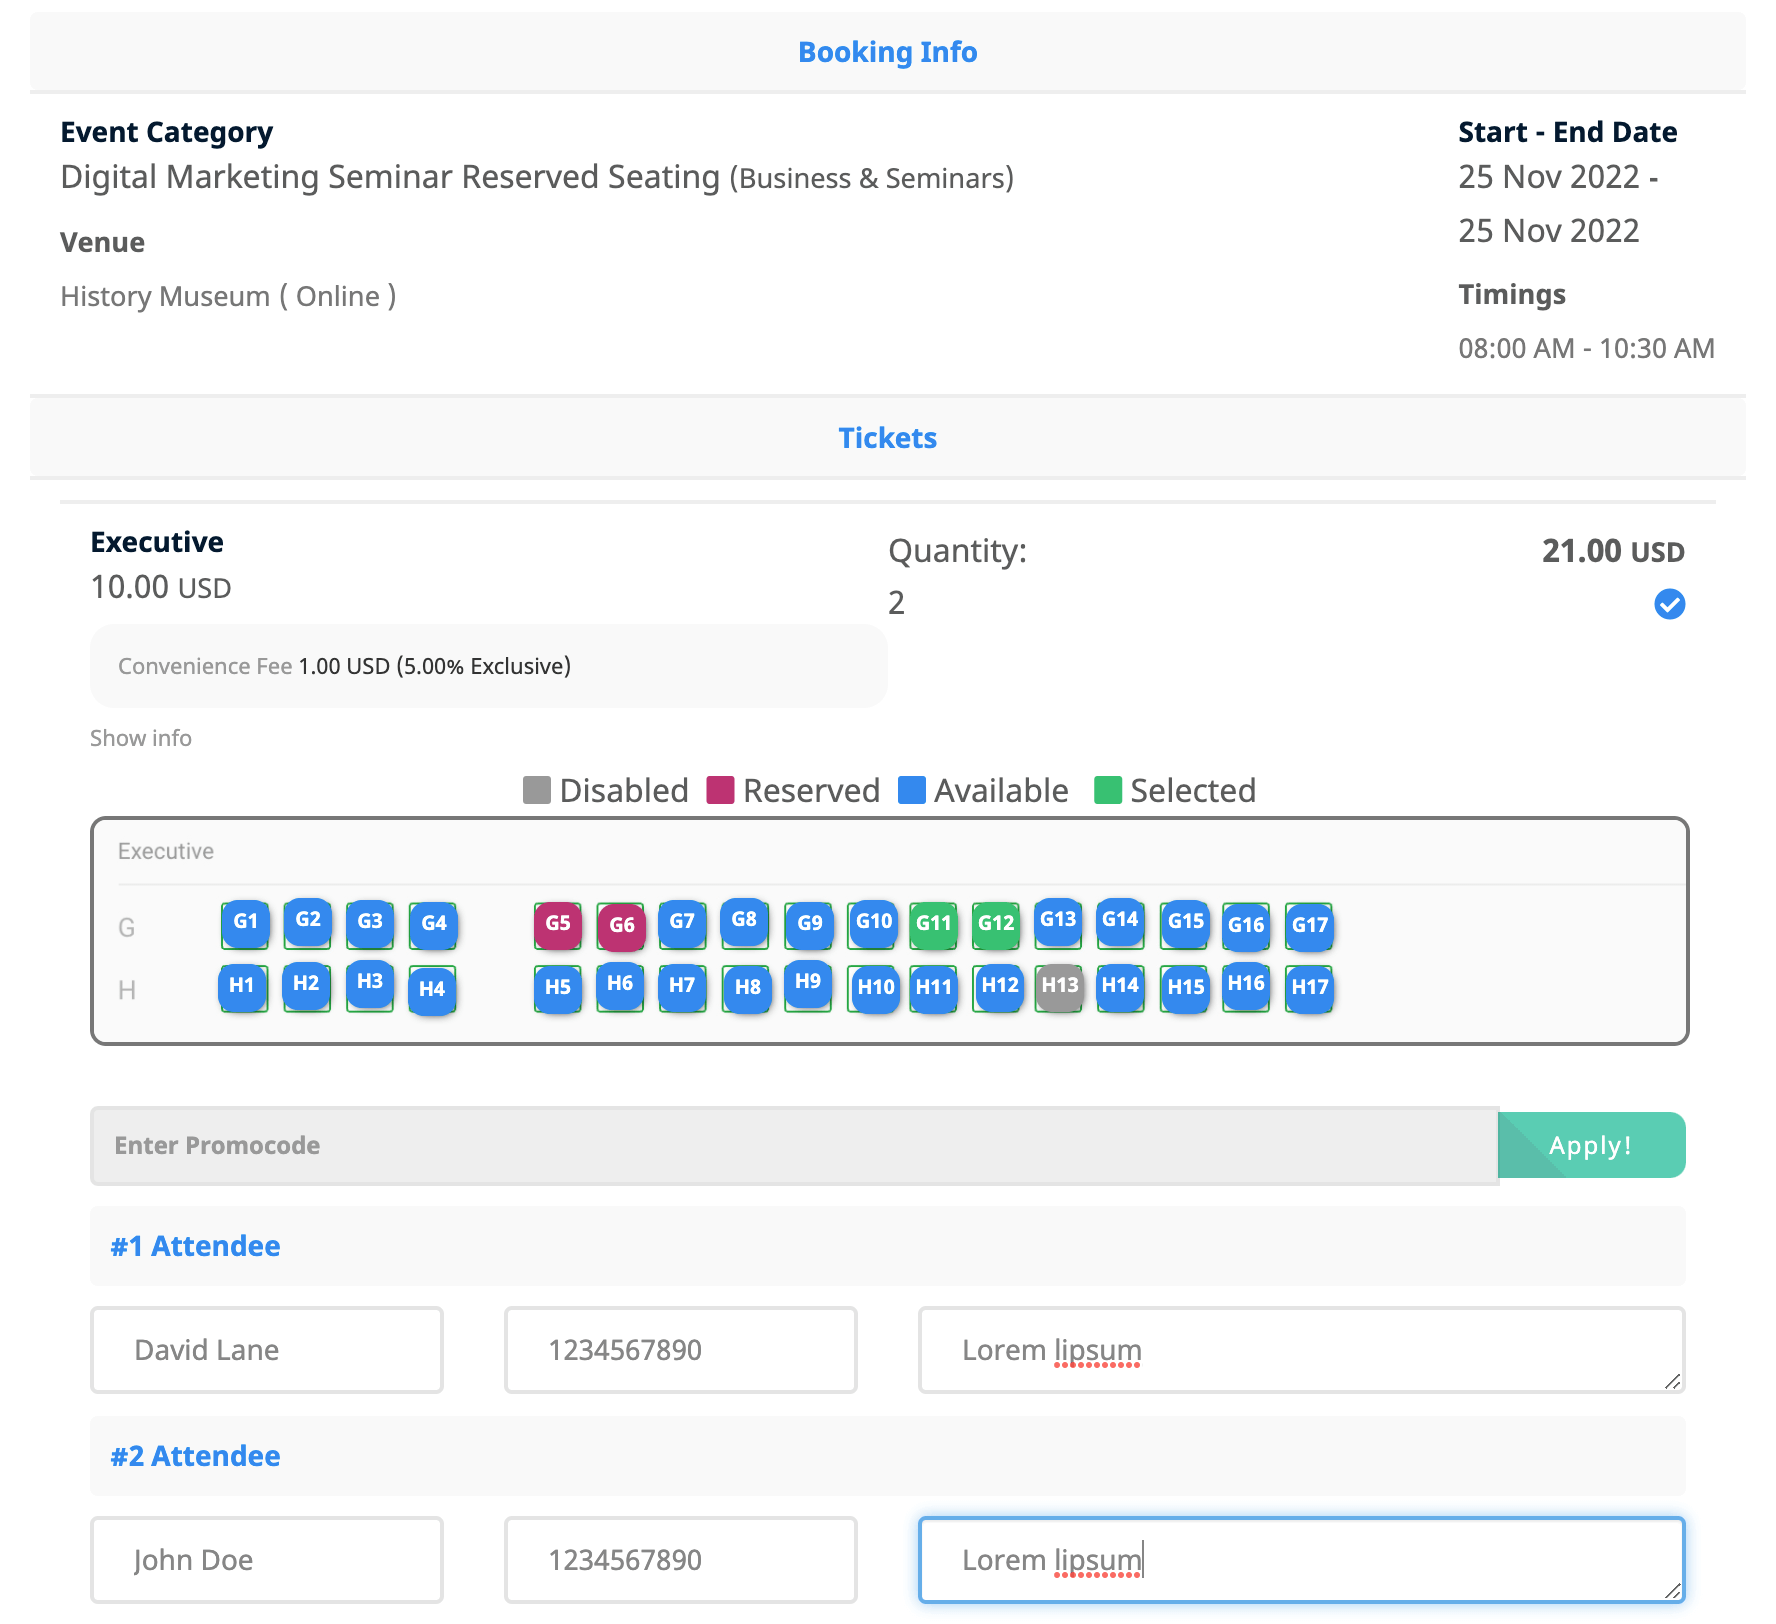 Booking Info
Event Category
Digital Marketing Seminar Reserved Seating (Business & Seminars)
Venue
History Museum ( Online )
Start - End Date
25 Nov 2022 -
25 Nov 2022
Timings
08:00 AM - 10:30 AM
Tickets
Executive
10.00 USD
Quantity:
2
21.00 USD
Convenience Fee 1.00 USD (5.00% Exclusive)
Show info
Disabled Reserved Available Selected
Executive
G G1 G2 G3 G4 G5 G6 G7 G8 G9 G10 G11 G12 G13 G14 G15 G16 G17
H H1 H2 H3 H4 H5 H6 H7 H8 H9 H10 H11 H12 H13 H14 H15 H16 H17
Enter Promocode Apply!
#1 Attendee
David Lane 1234567890 Lorem lipsum
#2 Attendee
John Doe 1234567890 Lorem lipsum